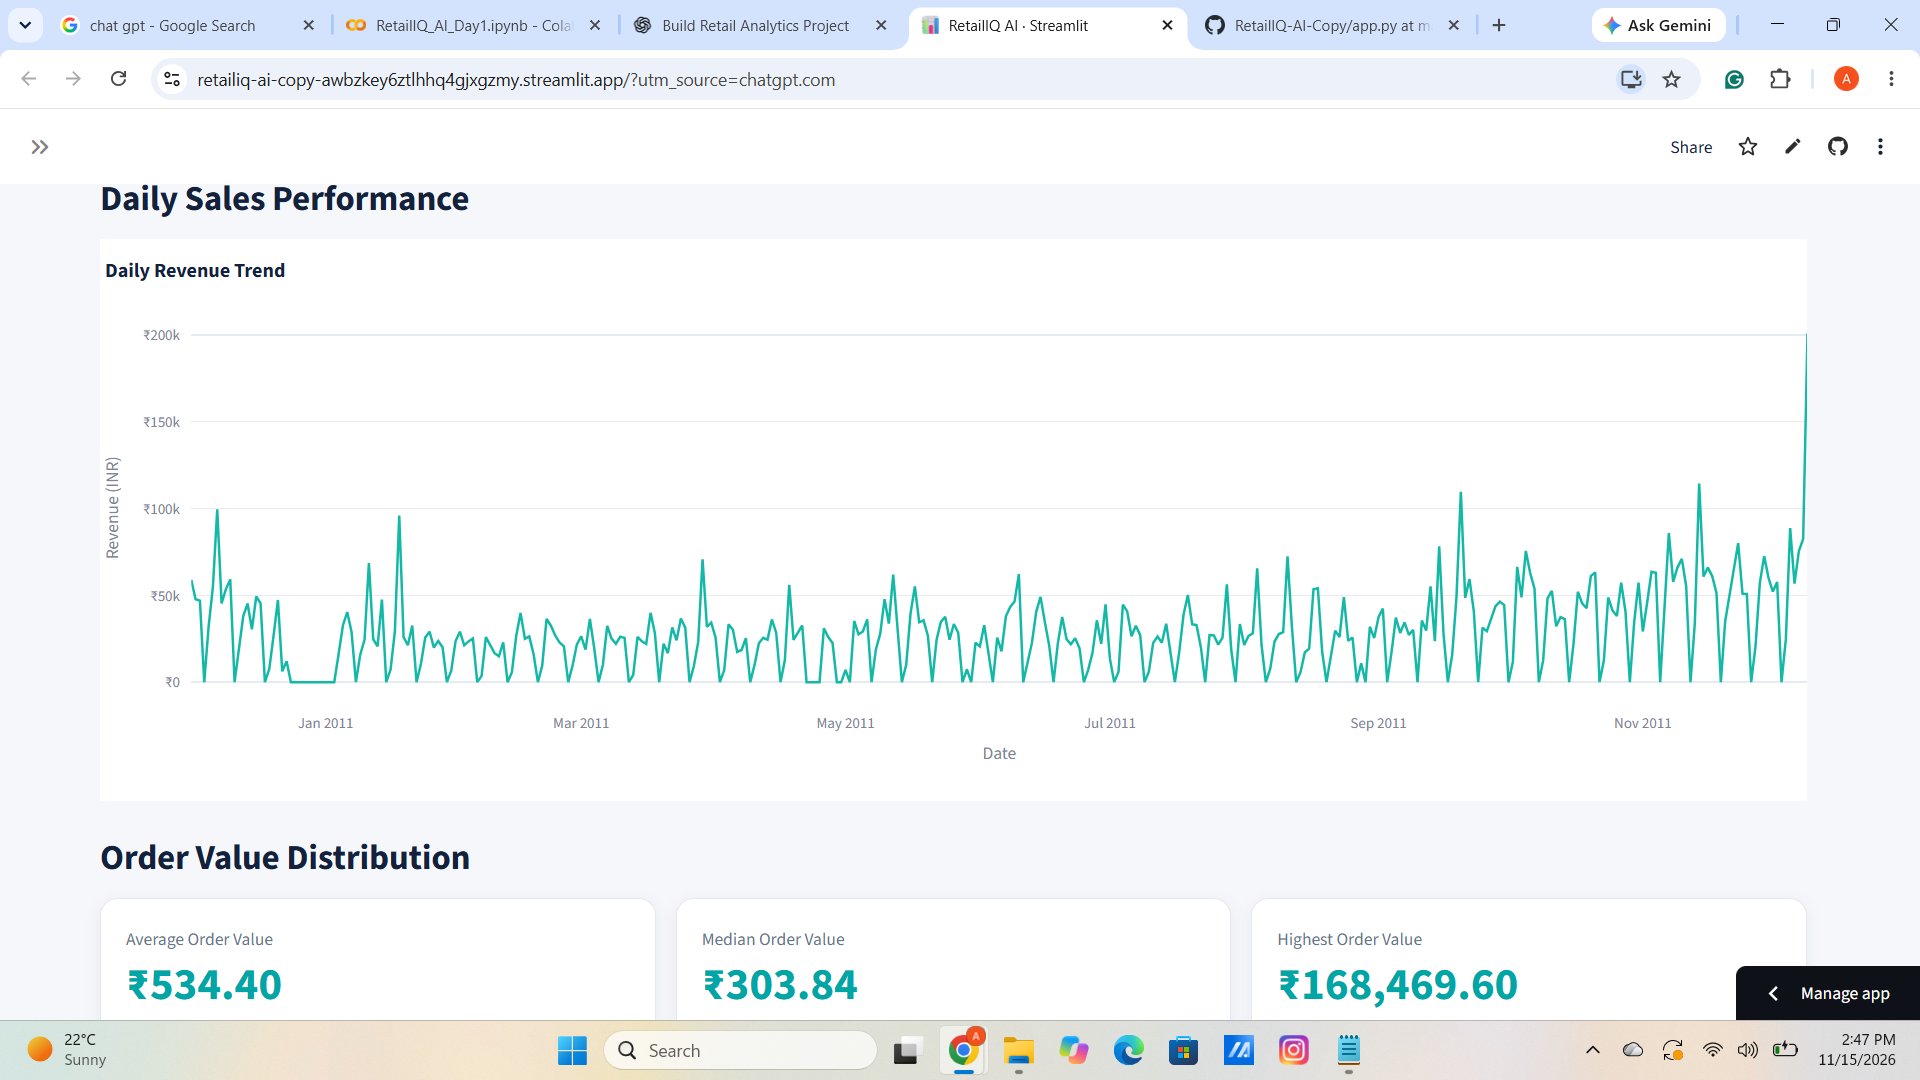 chat gpt - Google Search
RetailIQ_AI_Day1.ipynb - Cola
Build Retail Analytics Project
RetailIQ AI · Streamlit
RetailIQ-AI-Copy/app.py at m
Ask Gemini
retailiq-ai-copy-awbzkey6ztlhhq4gjxgzmy.streamlit.app/?utm_source=chatgpt.com
A
Share
Daily Sales Performance
Daily Revenue Trend
₹200k
₹150k
₹100k
₹50k
₹0
Revenue (INR)
Jan 2011
Mar 2011
May 2011
Jul 2011
Sep 2011
Nov 2011
Date
Order Value Distribution
Average Order Value
₹534.40
Median Order Value
₹303.84
Highest Order Value
₹168,469.60
Manage app
22°C
Sunny
Search
A
2:47 PM
11/15/2026